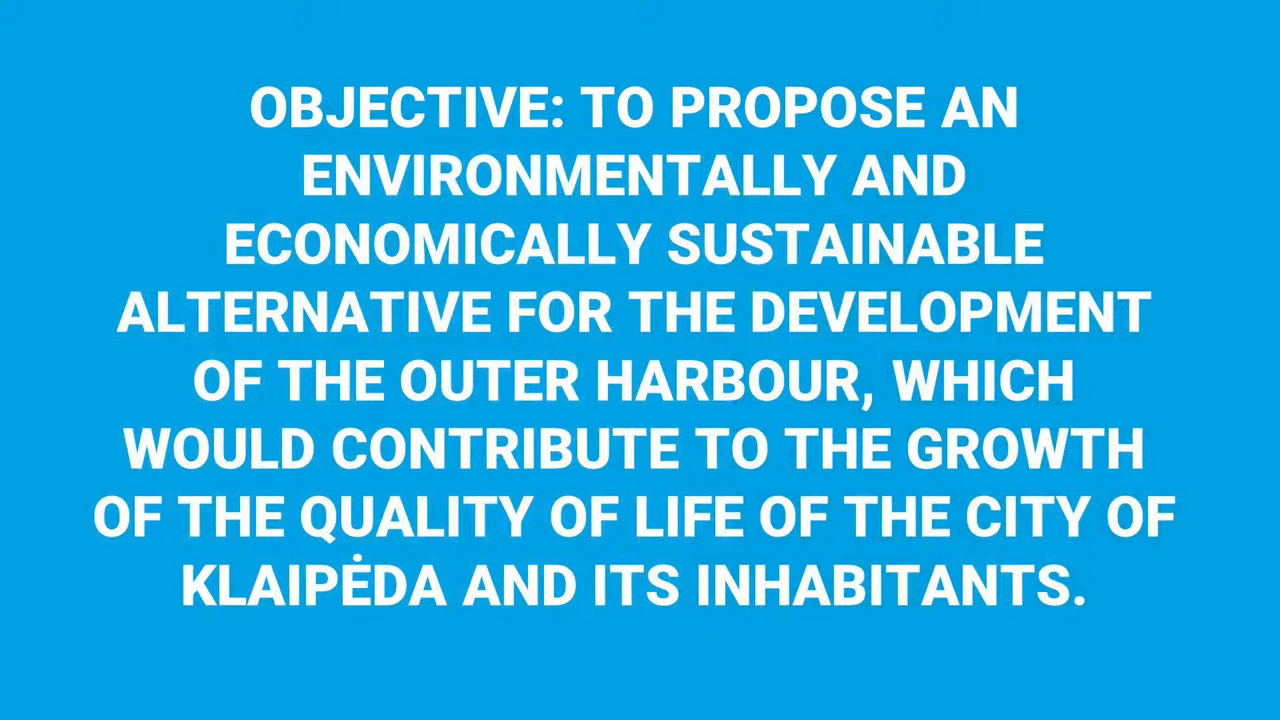 OBJECTIVE: TO PROPOSE AN
ENVIRONMENTALLY AND
ECONOMICALLY SUSTAINABLE
ALTERNATIVE FOR THE DEVELOPMENT
OF THE OUTER HARBOUR, WHICH
WOULD CONTRIBUTE TO THE GROWTH
OF THE QUALITY OF LIFE OF THE CITY OF
KLAIPĖDA AND ITS INHABITANTS.